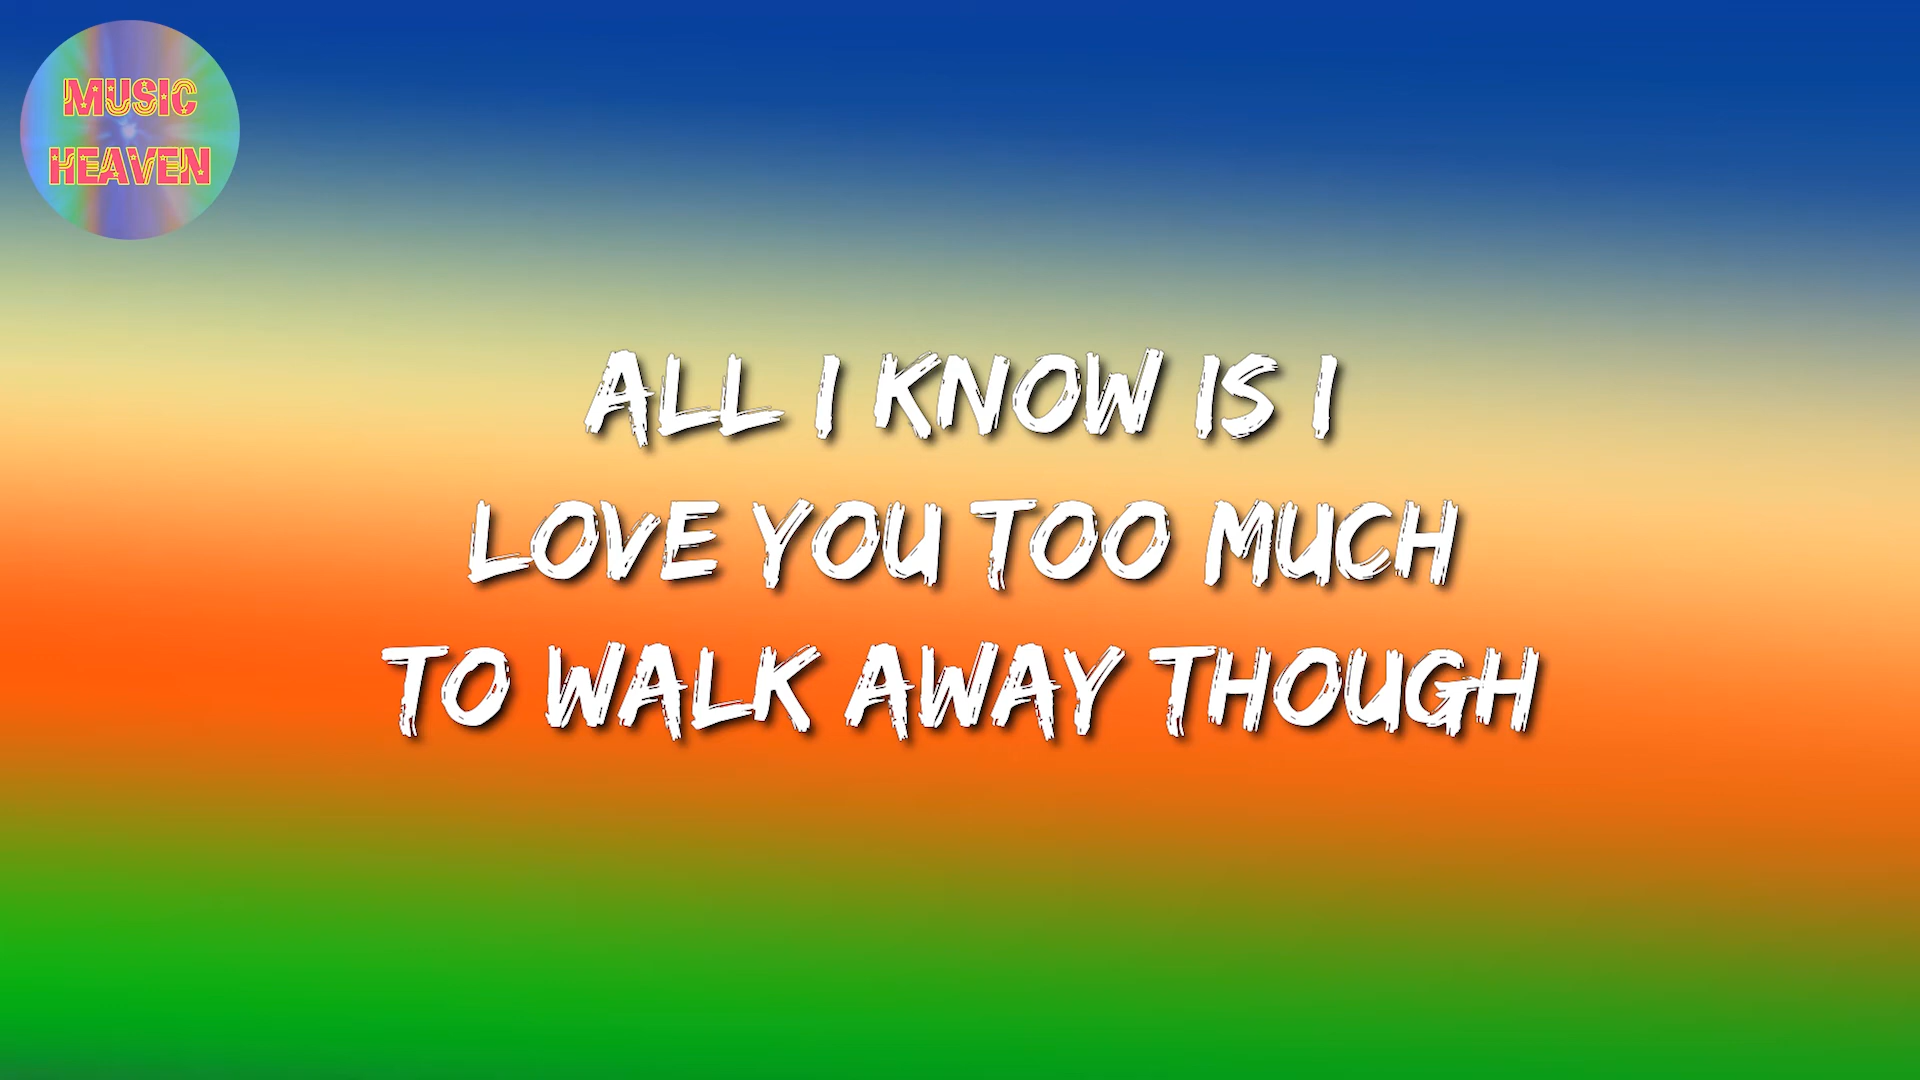 MUSIC
HEAVEN
ALL I KNOW IS I
LOVE YOU TOO MUCH
TO WALK AWAY THOUGH